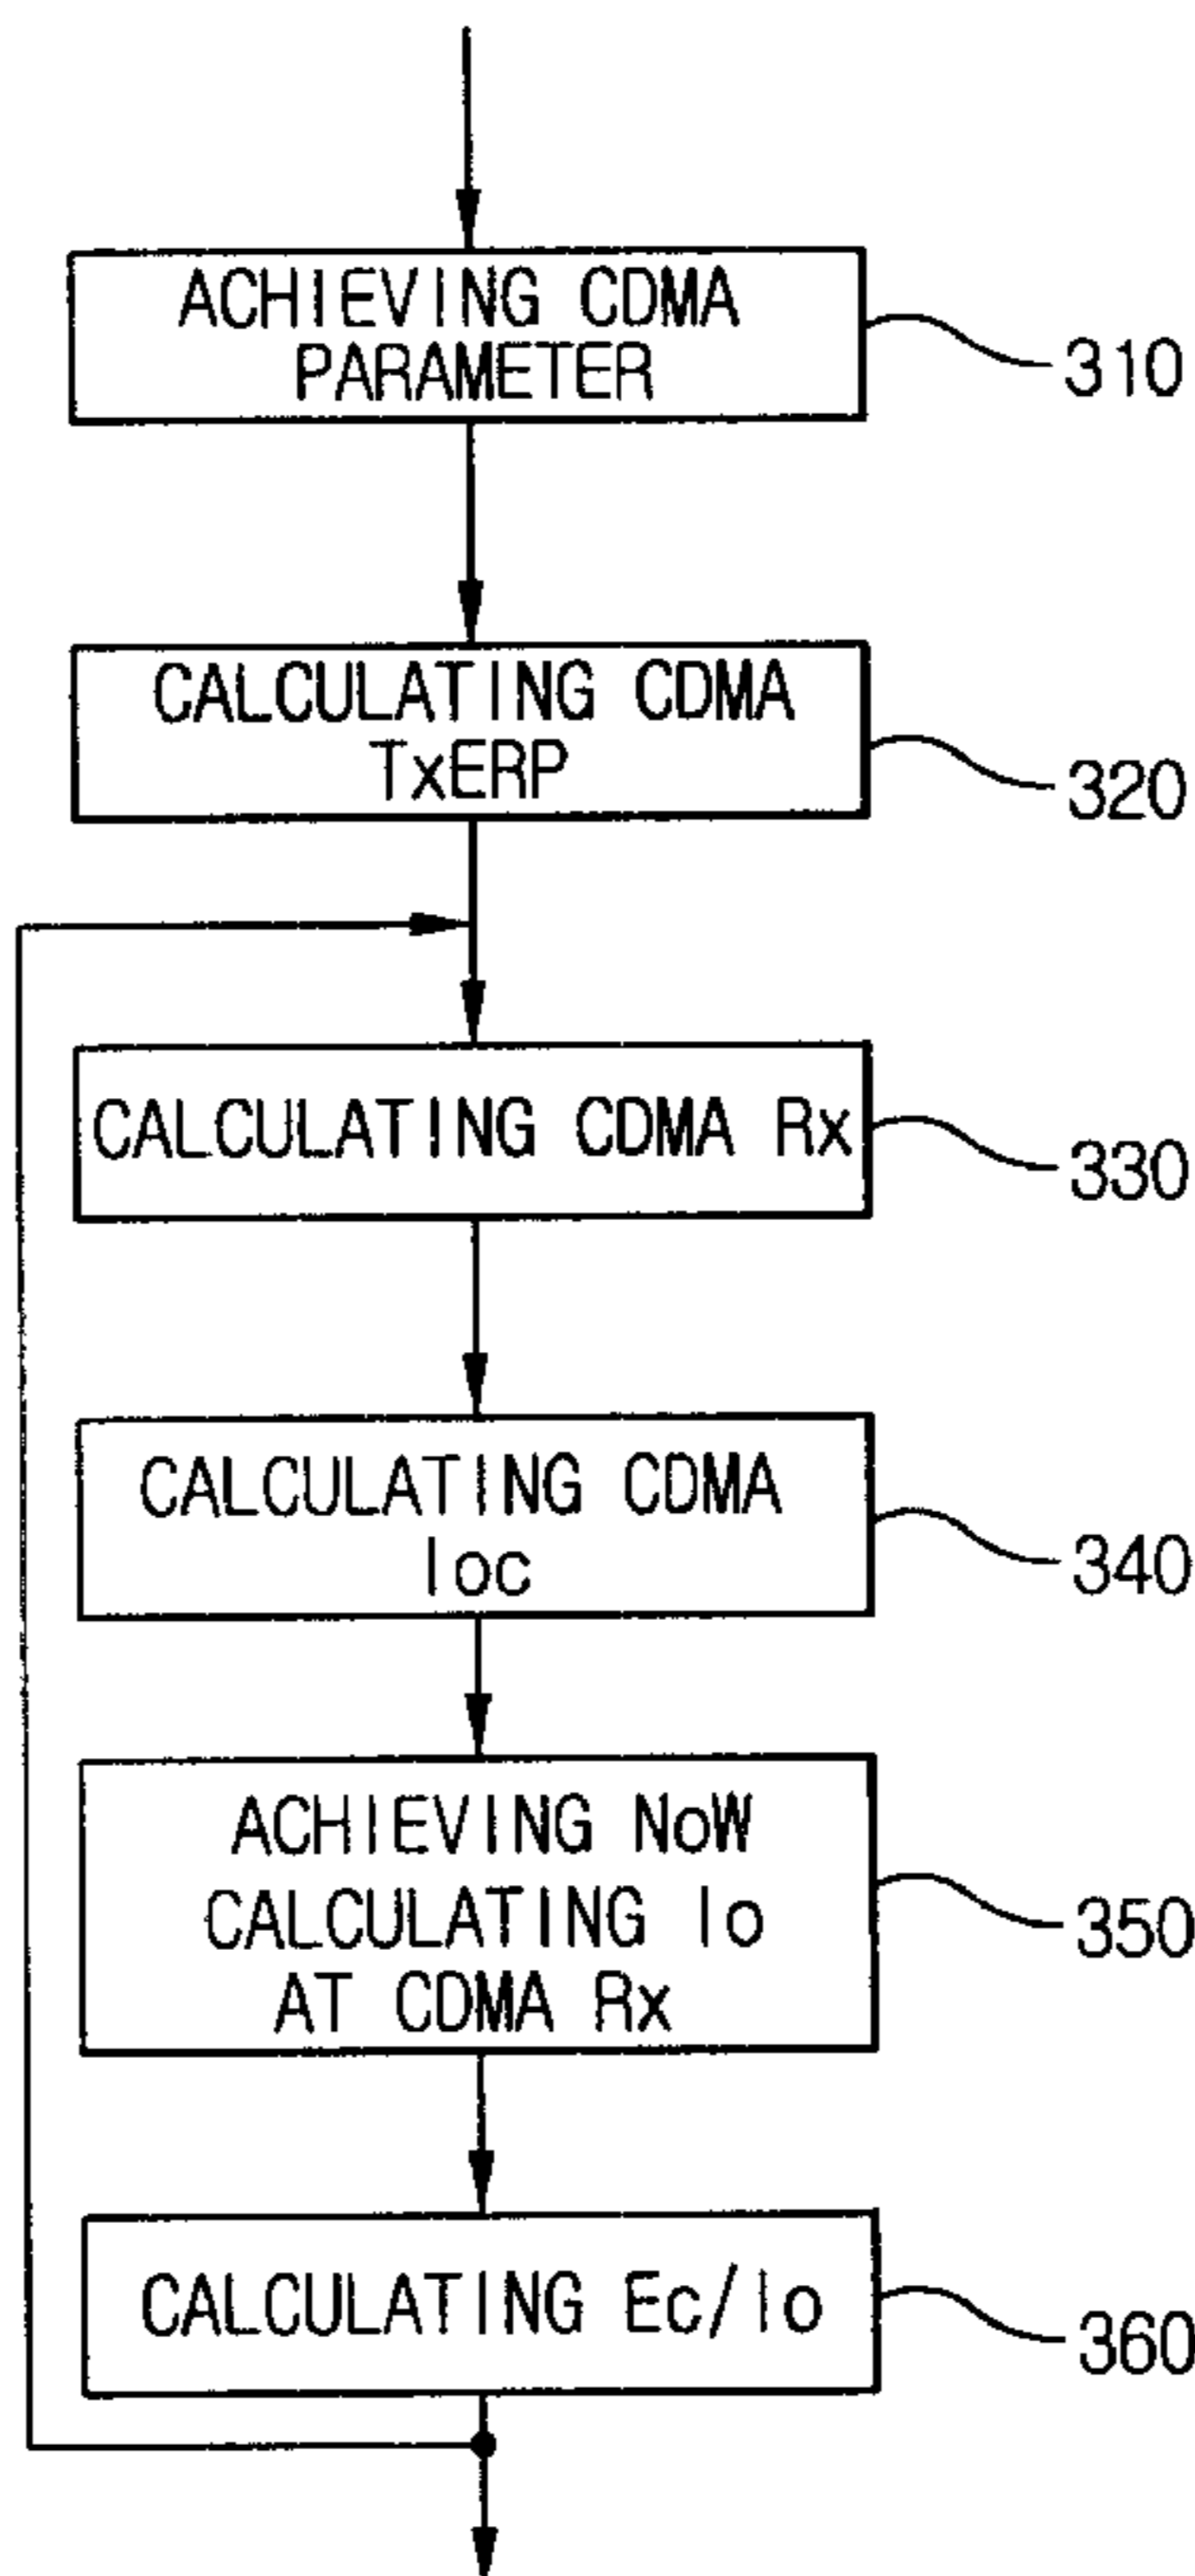 ACHIEVING CDMA
PARAMETER
310
CALCULATING CDMA
TxERP
320
CALCULATING CDMA Rx
330
CALCULATING CDMA
Ioc
340
ACHIEVING NoW
CALCULATING Io
AT CDMA Rx
350
CALCULATING Ec/Io
360